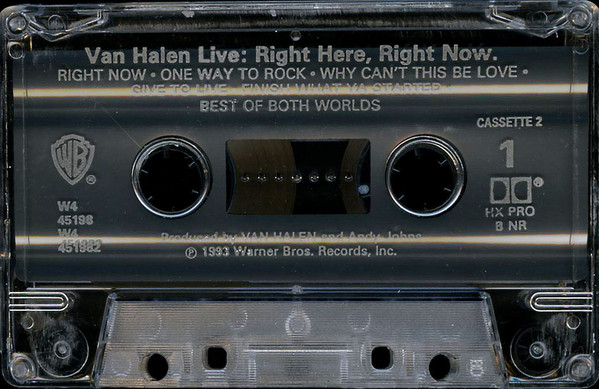 Van Halen Live: Right Here, Right Now.
RIGHT NOW • ONE WAY TO ROCK • WHY CAN'T THIS BE LOVE •
GIVE TO LIVE • FINISH WHAT YA STARTED •
BEST OF BOTH WORLDS
CASSETTE 2
1
WB
®
W4
45198
W4
451982
®
HX PRO
B NR
Produced by VAN HALEN and Andy Johns
℗ 1993 Warner Bros. Records, Inc.